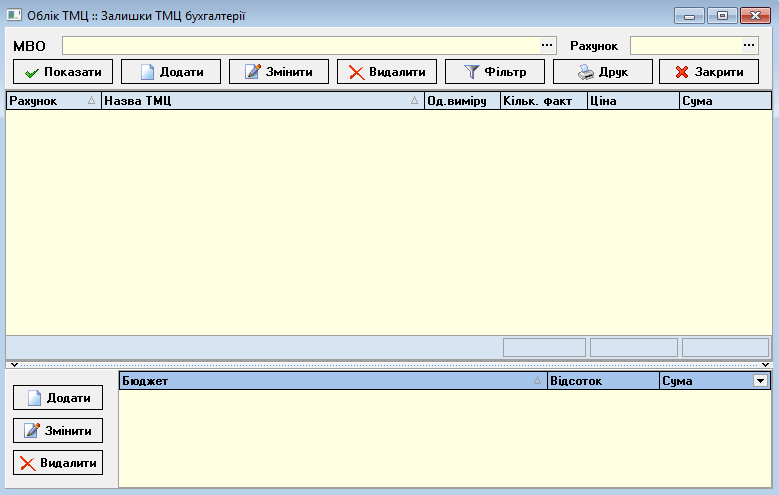 Облік ТМЦ :: Залишки ТМЦ бухгалтерії
МВО ... Рахунок ...
Показати Додати Змінити Видалити Фільтр Друк Закрити
Рахунок Назва ТМЦ Од.виміру Кільк. факт Ціна Сума
Бюджет Відсоток Сума
Додати
Змінити
Видалити